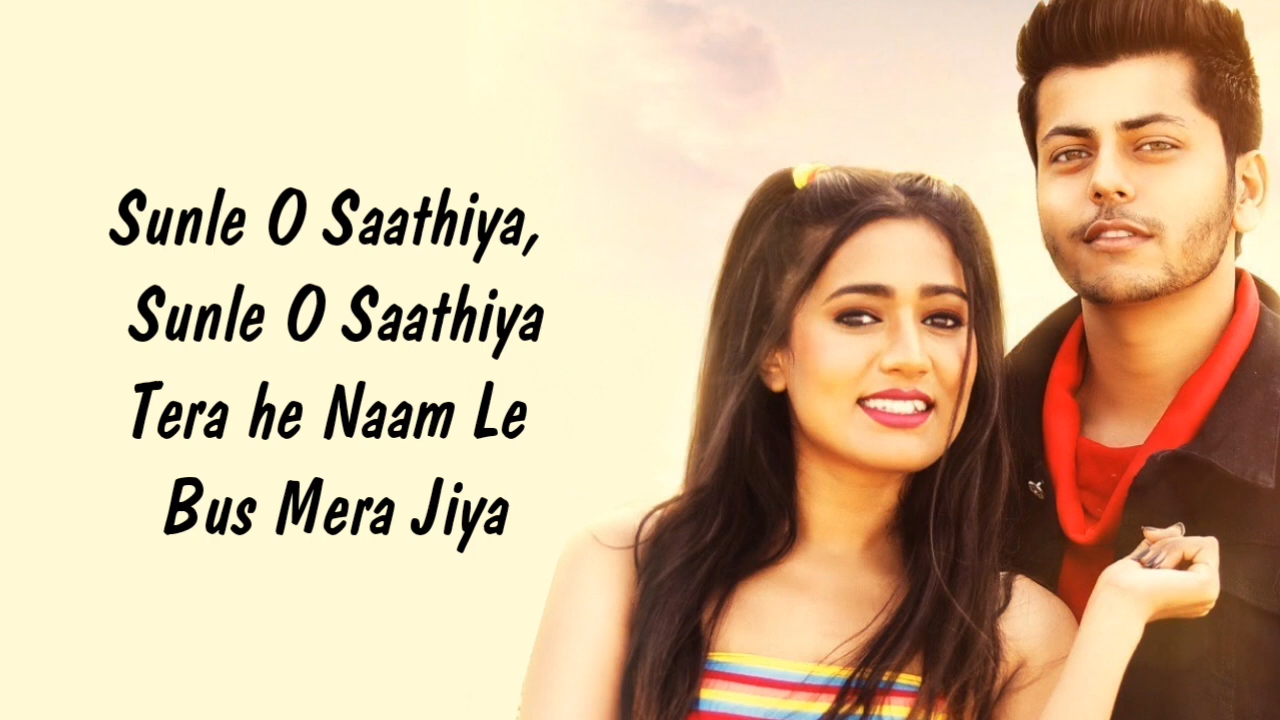 Sunle O Saathiya,
Sunle O Saathiya
Tera he Naam Le
Bus Mera Jiya